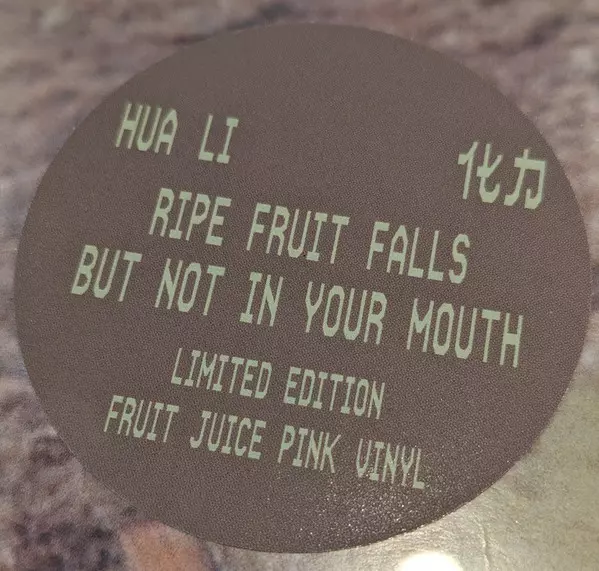 HUA LI 化力
RIPE FRUIT FALLS
BUT NOT IN YOUR MOUTH
LIMITED EDITION
FRUIT JUICE PINK VINYL